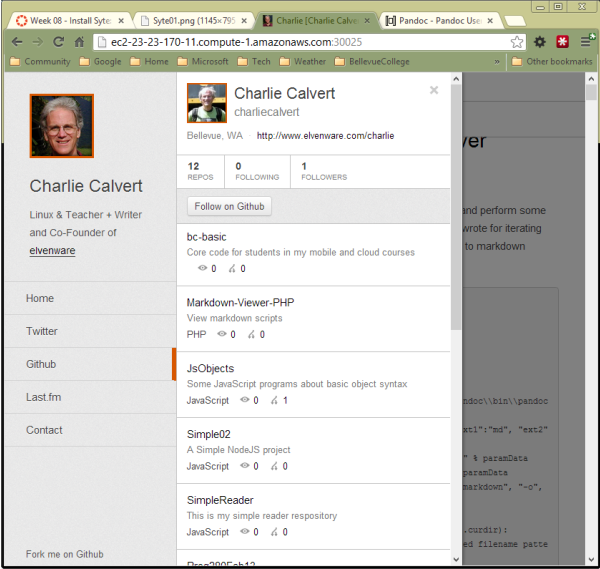 Week 08 - Install Syte
Syte01.png (1145×795
Charlie [Charlie Calver
Pandoc - Pandoc User
ec2-23-23-170-11.compute-1.amazonaws.com:30025
Community
Google
Home
Microsoft
Tech
Weather
BellevueCollege
»
Other bookmarks
Charlie Calvert
Linux & Teacher + Writer
and Co-Founder of
elvenware
Home
Twitter
Github
Last.fm
Contact
Fork me on Github
Charlie Calvert
charliecalvert
×
Bellevue, WA · http://www.elvenware.com/charlie
12
REPOS
0
FOLLOWING
1
FOLLOWERS
Follow on Github
bc-basic
Core code for students in my mobile and cloud courses
0 0
Markdown-Viewer-PHP
View markdown scripts
PHP 0 0
JsObjects
Some JavaScript programs about basic object syntax
JavaScript 0 1
Simple02
A Simple NodeJS project
JavaScript 0 0
SimpleReader
This is my simple reader respository
JavaScript 0 0
Prog280Feb13
and perform some
wrote for iterating
to markdown
ndoc\\bin\\pandoc
ext1":"md", "ext2"
" % paramData
paramData
markdown", "-o",
.curdir):
ed filename patte